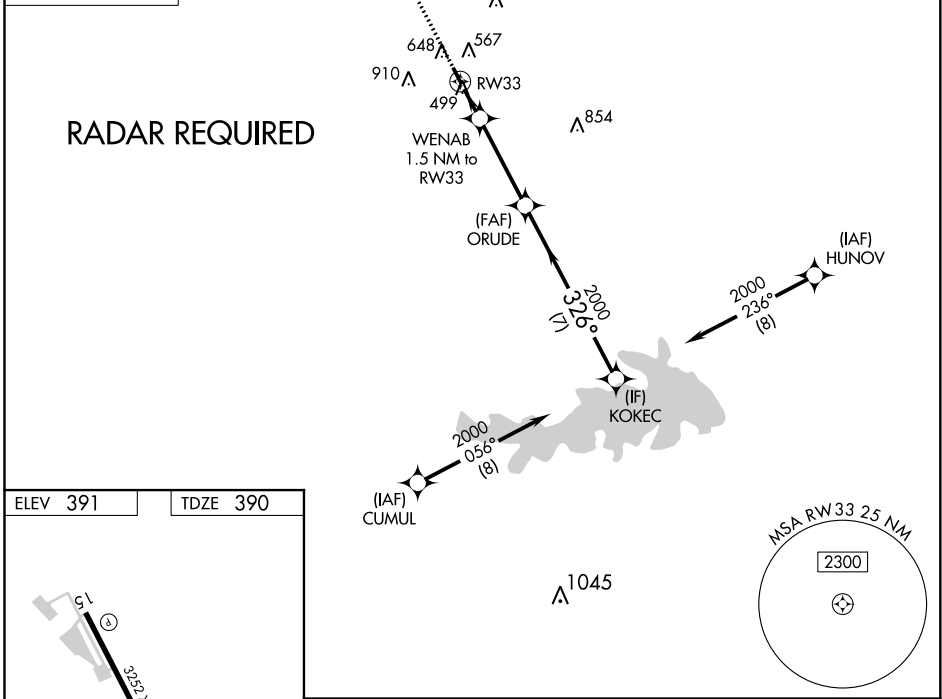 648
567
910
499
RW33
RADAR REQUIRED
WENAB
1.5 NM to
RW33
854
(FAF)
ORUDE
(IAF)
HUNOV
2000
236°
(8)
2000
326°
(7)
(IF)
KOKEC
2000
056°
(8)
(IAF)
CUMUL
ELEV 391
TDZE 390
MSA RW33 25 NM
2300
1045
15
P
3252